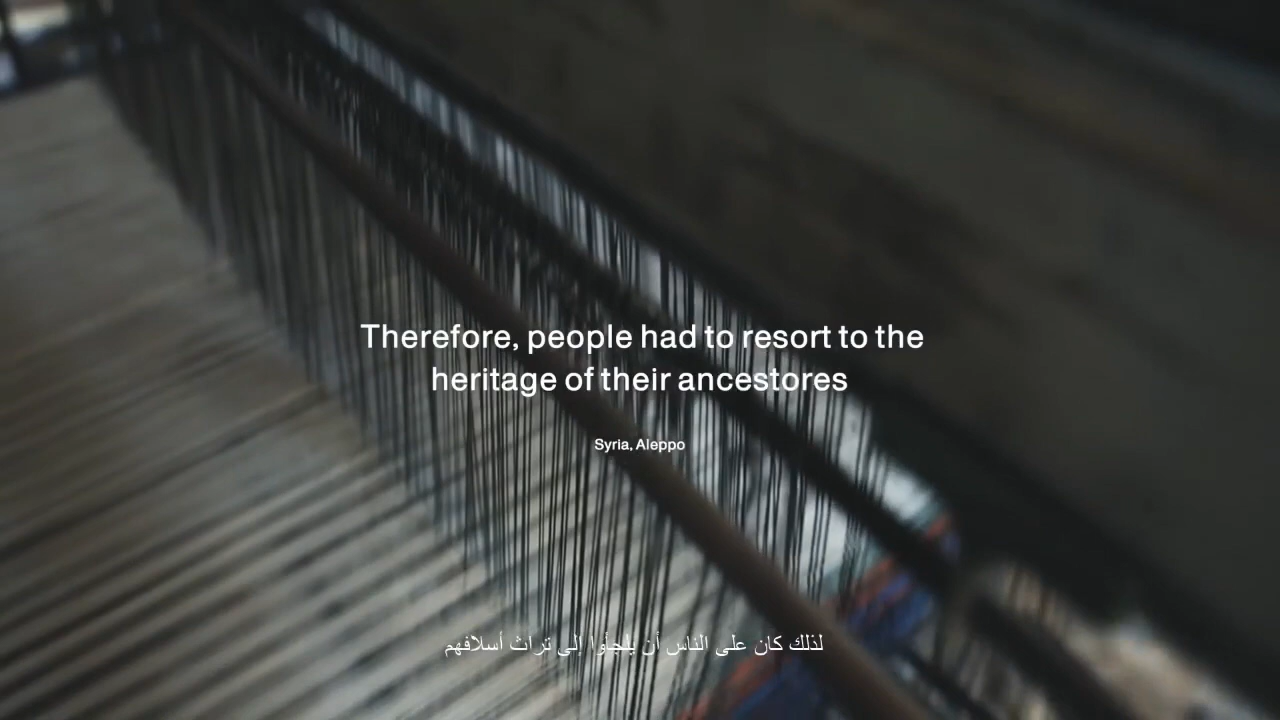 Therefore, people had to resort to the
heritage of their ancestores
Syria, Aleppo
لذلك كان على الناس أن يلجأوا إلى تراث أسلافهم